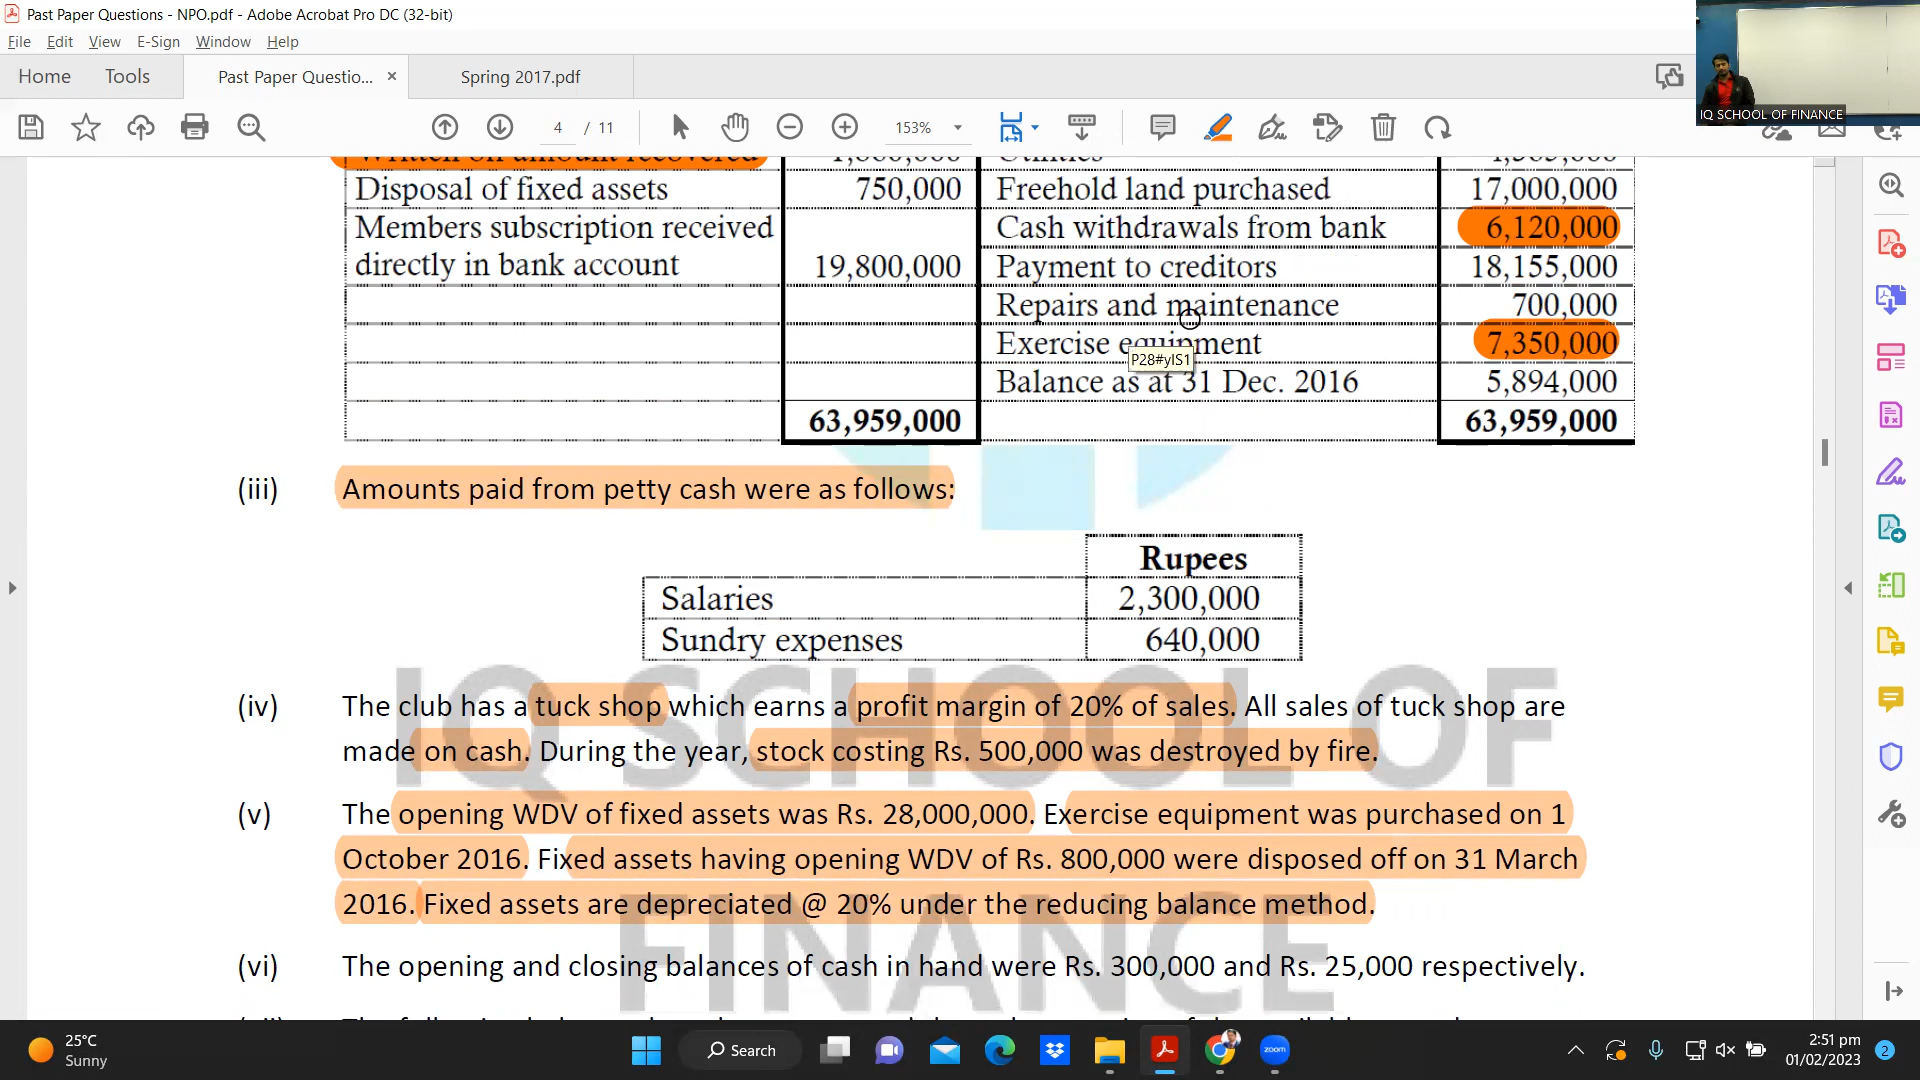 Past Paper Questions - NPO.pdf - Adobe Acrobat Pro DC (32-bit)
File Edit View E-Sign Window Help
Home Tools Past Paper Questio... × Spring 2017.pdf
IQ SCHOOL OF FINANCE
4 / 11 153%
Written off amount recovered Utilities
Disposal of fixed assets 750,000 Freehold land purchased 17,000,000
Members subscription received Cash withdrawals from bank 6,120,000
directly in bank account 19,800,000 Payment to creditors 18,155,000
Repairs and maintenance 700,000
Exercise equipment 7,350,000
P28#yIS1
Balance as at 31 Dec. 2016 5,894,000
63,959,000 63,959,000
(iii) Amounts paid from petty cash were as follows:
Rupees
Salaries 2,300,000
Sundry expenses 640,000
IQ SCHOOL OF
FINANCE
(iv) The club has a tuck shop which earns a profit margin of 20% of sales. All sales of tuck shop are
made on cash. During the year, stock costing Rs. 500,000 was destroyed by fire.
(v) The opening WDV of fixed assets was Rs. 28,000,000. Exercise equipment was purchased on 1
October 2016. Fixed assets having opening WDV of Rs. 800,000 were disposed off on 31 March
2016. Fixed assets are depreciated @ 20% under the reducing balance method.
(vi) The opening and closing balances of cash in hand were Rs. 300,000 and Rs. 25,000 respectively.
25°C
Sunny
Search
zoom
2:51 pm
01/02/2023
2